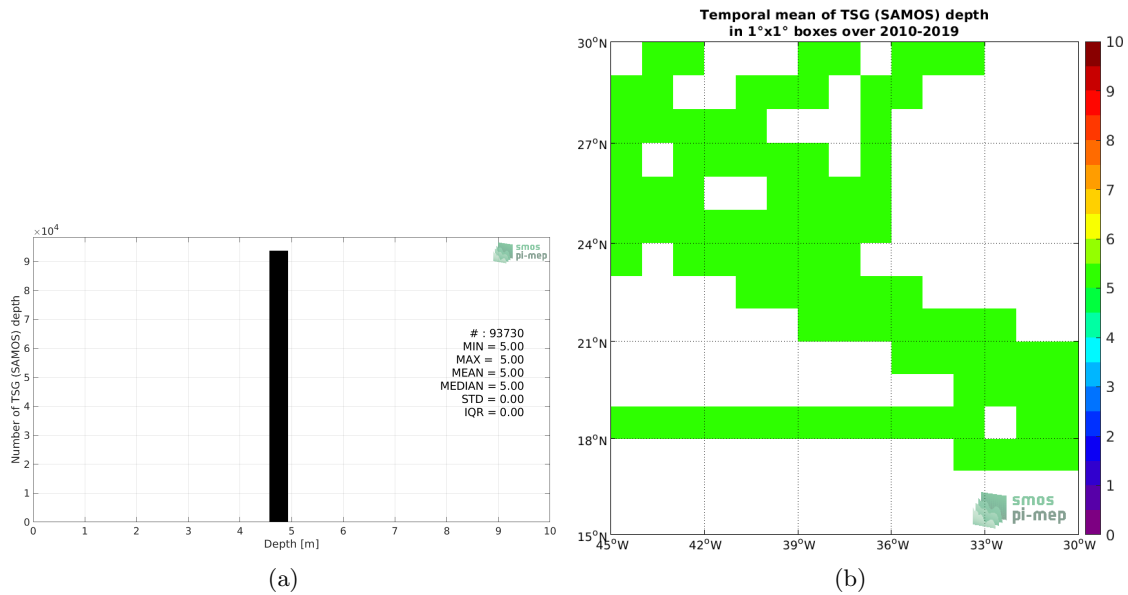 ×10⁴
9
8
7
6
5
4
3
2
1
0
Number of TSG (SAMOS) depth
0 1 2 3 4 5 6 7 8 9 10
Depth [m]
smos
pi-mep
# : 93730
MIN = 5.00
MAX = 5.00
MEAN = 5.00
MEDIAN = 5.00
STD = 0.00
IQR = 0.00
(a)
Temporal mean of TSG (SAMOS) depth
in 1°x1° boxes over 2010-2019
30°N
27°N
24°N
21°N
18°N
15°N
45°W 42°W 39°W 36°W 33°W 30°W
smos
pi-mep
10
9
8
7
6
5
4
3
2
1
0
(b)